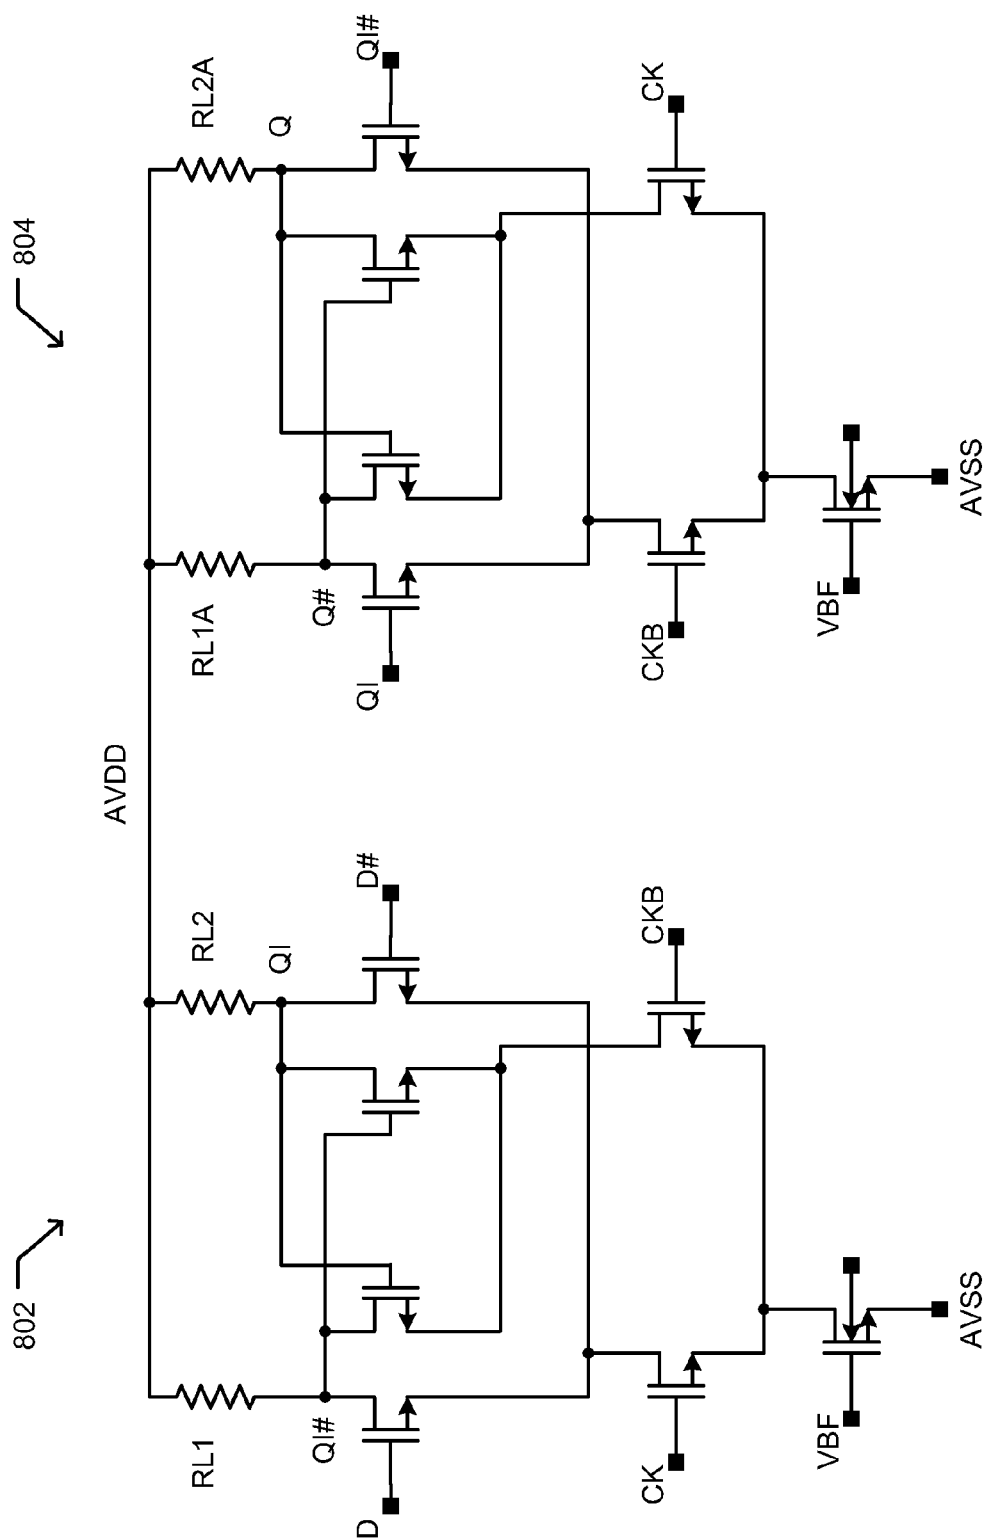 802
804
AVDD
RL1
RL2
RL1A
RL2A
QI#
QI
Q#
Q
D
D#
QI
QI#
CK
CKB
CKB
CK
VBF
VBF
AVSS
AVSS